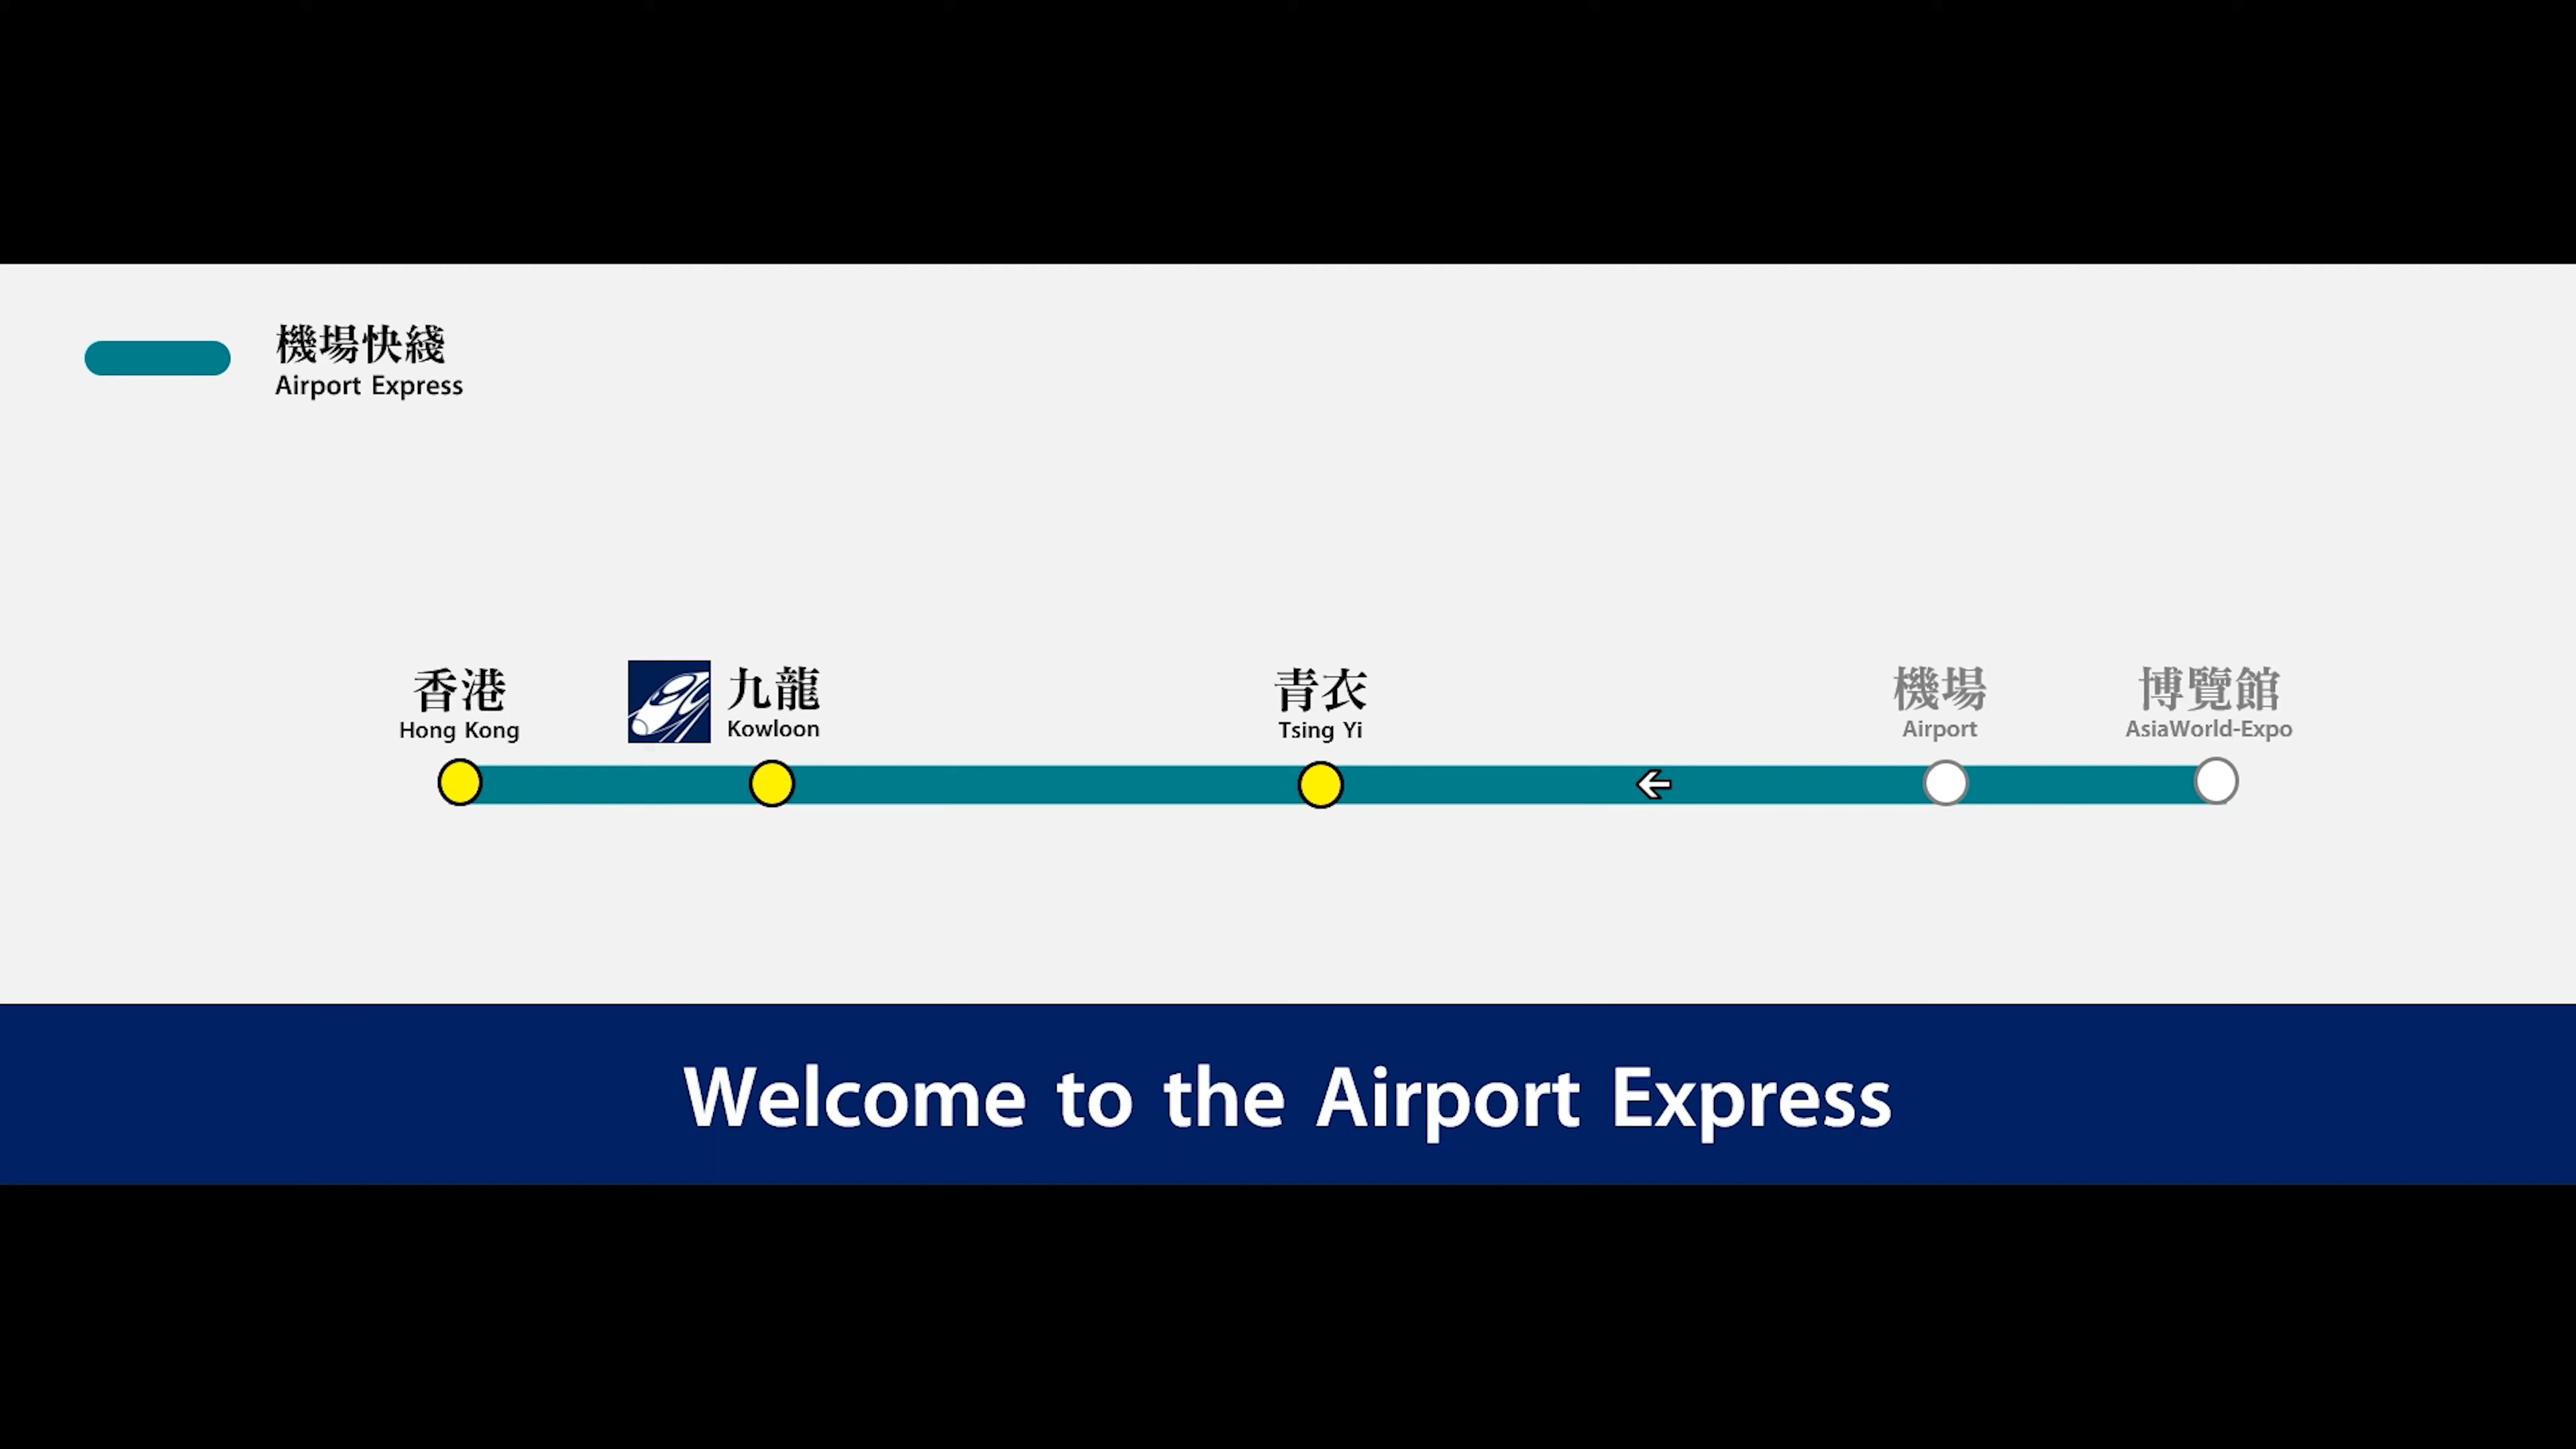 機場快綫
Airport Express
香港
Hong Kong
九龍
Kowloon
青衣
Tsing Yi
機場
Airport
博覽館
AsiaWorld-Expo
Welcome to the Airport Express